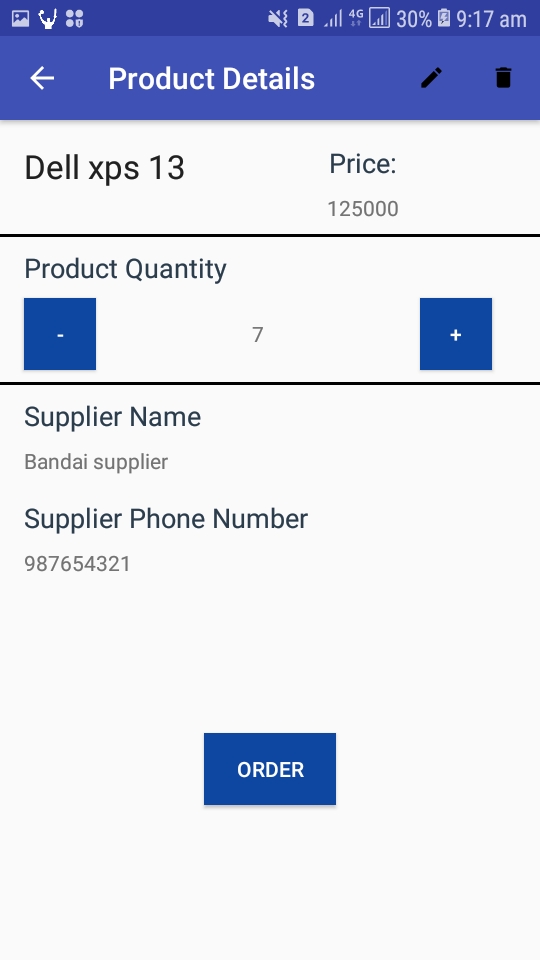 2 4G 30% 9:17 am
Product Details
Dell xps 13
Price:
125000
Product Quantity
- 7 +
Supplier Name
Bandai supplier
Supplier Phone Number
987654321
ORDER